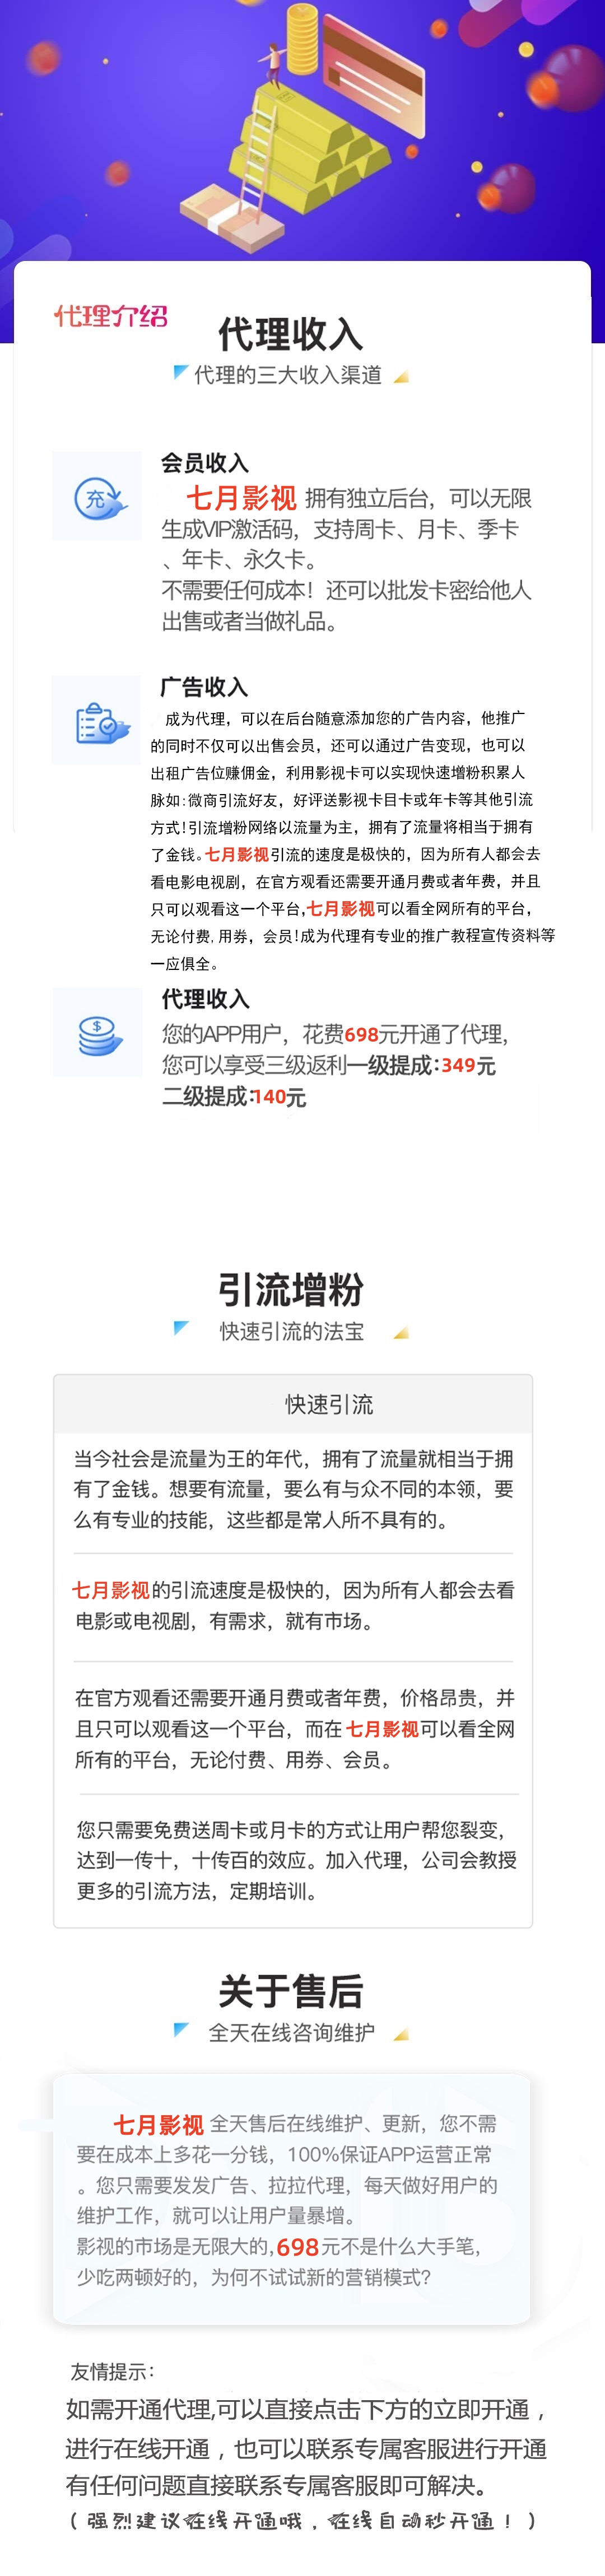 代理介绍
代理收入
代理的三大收入渠道
会员收入
七月影视 拥有独立后台，可以无限
生成VIP激活码，支持周卡、月卡、季卡
、年卡、永久卡。
不需要任何成本！还可以批发卡密给他人
出售或者当做礼品。
广告收入
成为代理，可以在后台随意添加您的广告内容，他推广
的同时不仅可以出售会员，还可以通过广告变现，也可以
出租广告位赚佣金，利用影视卡可以实现快速增粉积累人
脉如:微商引流好友，好评送影视卡目卡或年卡等其他引流
方式!引流增粉网络以流量为主，拥有了流量将相当于拥有
了金钱。七月影视引流的速度是极快的，因为所有人都会去
看电影电视剧，在官方观看还需要开通月费或者年费，并且
只可以观看这一个平台,七月影视可以看全网所有的平台，
无论付费,用券，会员!成为代理有专业的推广教程宣传资料等
一应俱全。
代理收入
您的APP用户，花费698元开通了代理，
您可以享受三级返利一级提成:349元
二级提成:140元
引流增粉
快速引流的法宝
快速引流
当今社会是流量为王的年代，拥有了流量就相当于拥
有了金钱。想要有流量，要么有与众不同的本领，要
么有专业的技能，这些都是常人所不具有的。
七月影视的引流速度是极快的，因为所有人都会去看
电影或电视剧，有需求，就有市场。
在官方观看还需要开通月费或者年费，价格昂贵，并
且只可以观看这一个平台，而在 七月影视可以看全网
所有的平台，无论付费、用券、会员。
您只需要免费送周卡或月卡的方式让用户帮您裂变，
达到一传十，十传百的效应。加入代理，公司会教授
更多的引流方法，定期培训。
关于售后
全天在线咨询维护
七月影视 全天售后在线维护、更新，您不需
要在成本上多花一分钱，100%保证APP运营正常
。您只需要发发广告、拉拉代理，每天做好用户的
维护工作，就可以让用户量暴增。
影视的市场是无限大的,698元不是什么大手笔，
少吃两顿好的，为何不试试新的营销模式?
友情提示：
如需开通代理,可以直接点击下方的立即开通，
进行在线开通，也可以联系专属客服进行开通
有任何问题直接联系专属客服即可解决。
（强烈建议在线开通哦，在线自动秒开通！）